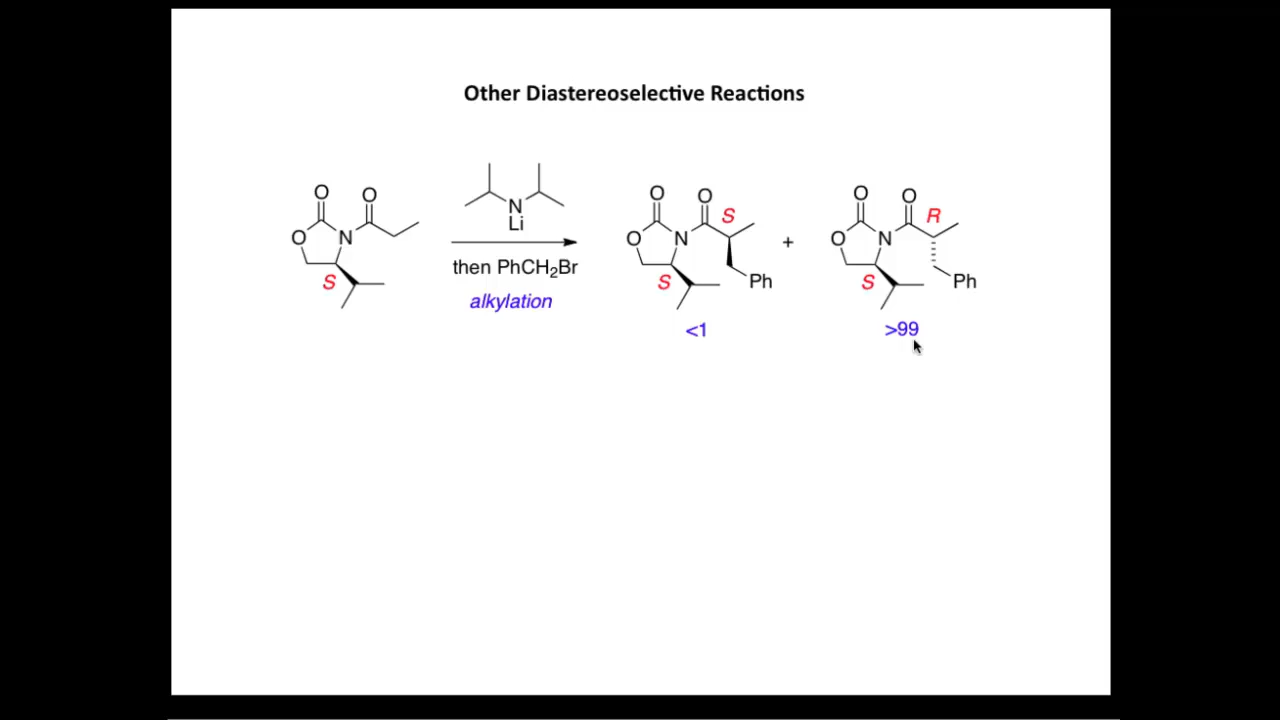 Other Diastereoselective Reactions
O O N Li O O S O O R
O N then PhCH2Br O N + O N
S alkylation S Ph S Ph
<1 >99